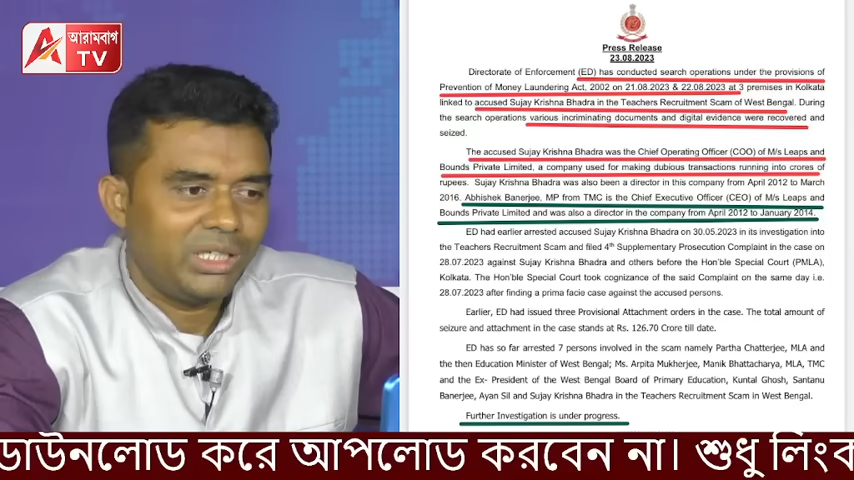 আরামবাগ
TV
Press Release
23.08.2023
Directorate of Enforcement (ED) has conducted search operations under the provisions of
Prevention of Money Laundering Act, 2002 on 21.08.2023 & 22.08.2023 at 3 premises in Kolkata
linked to accused Sujay Krishna Bhadra in the Teachers Recruitment Scam of West Bengal. During
the search operations various incriminating documents and digital evidence were recovered and
seized.
The accused Sujay Krishna Bhadra was the Chief Operating Officer (COO) of M/s Leaps and
Bounds Private Limited, a company used for making dubious transactions running into crores of
rupees. Sujay Krishna Bhadra was also been a director in this company from April 2012 to March
2016. Abhishek Banerjee, MP from TMC is the Chief Executive Officer (CEO) of M/s Leaps and
Bounds Private Limited and was also a director in the company from April 2012 to January 2014.
ED had earlier arrested accused Sujay Krishna Bhadra on 30.05.2023 in its investigation into
the Teachers Recruitment Scam and filed 4th Supplementary Prosecution Complaint in the case on
28.07.2023 against Sujay Krishna Bhadra and others before the Hon'ble Special Court (PMLA),
Kolkata. The Hon'ble Special Court took cognizance of the said Complaint on the same day i.e.
28.07.2023 after finding a prima facie case against the accused persons.
Earlier, ED had issued three Provisional Attachment orders in the case. The total amount of
seizure and attachment in the case stands at Rs. 126.70 Crore till date.
ED has so far arrested 7 persons involved in the scam namely Partha Chatterjee, MLA and
the then Education Minister of West Bengal; Ms. Arpita Mukherjee, Manik Bhattacharya, MLA, TMC
and the Ex- President of the West Bengal Board of Primary Education, Kuntal Ghosh, Santanu
Banerjee, Ayan Sil and Sujay Krishna Bhadra in the Teachers Recruitment Scam in West Bengal.
Further Investigation is under progress.
ডাউনলোড করে আপলোড করবেন না। শুধু লিংক